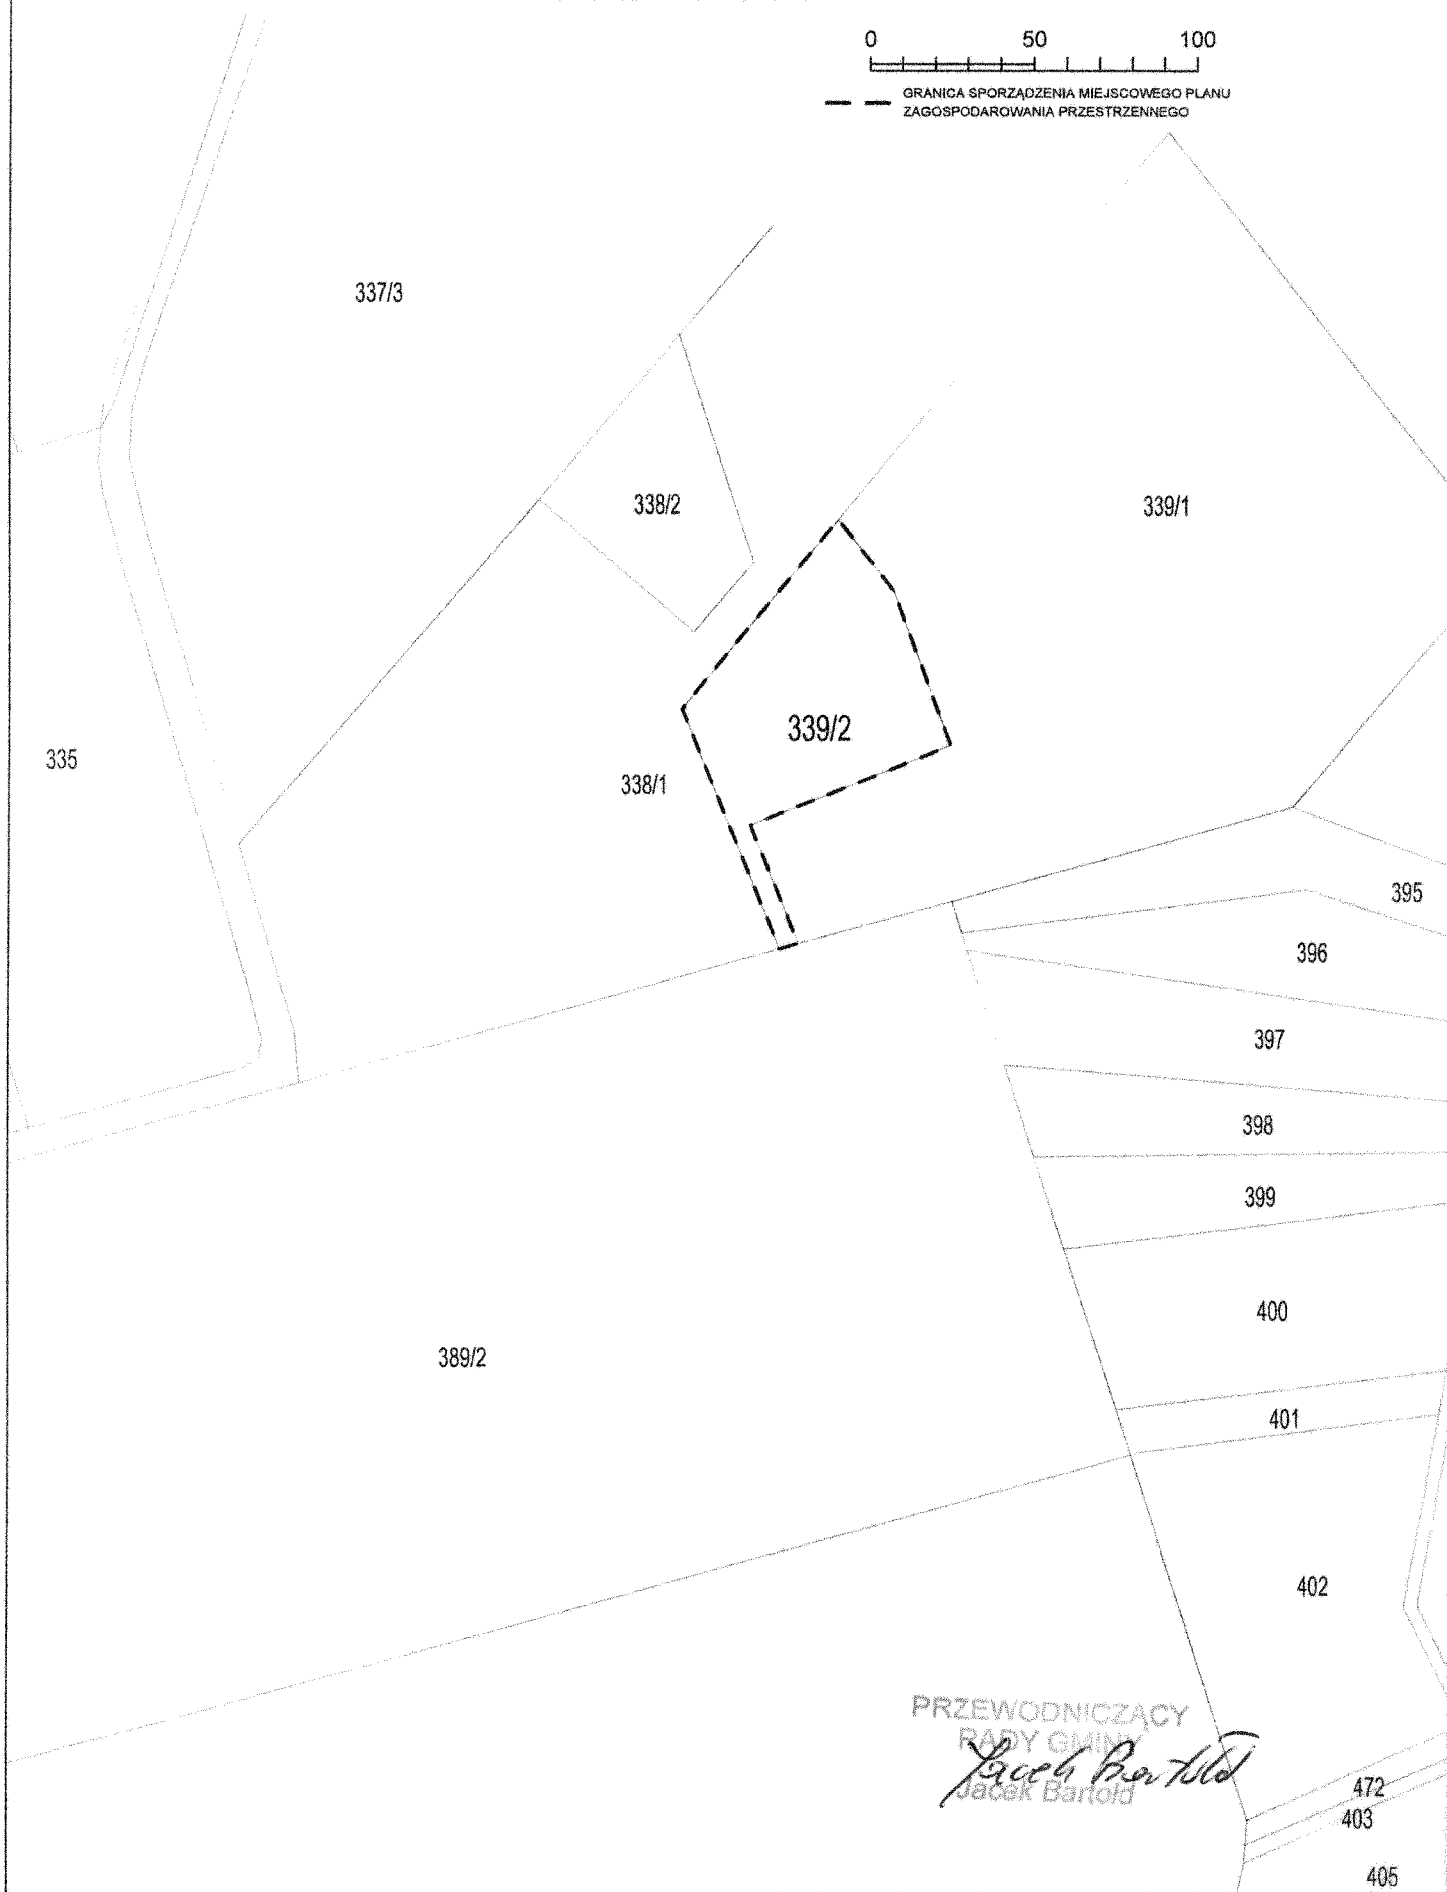 0 50 100
GRANICA SPORZĄDZENIA MIEJSCOWEGO PLANU
ZAGOSPODAROWANIA PRZESTRZENNEGO
337/3
338/2
339/1
339/2
335
338/1
395
396
397
398
399
400
389/2
401
402
PRZEWODNICZĄCY
RADY GMINY
Jacek Bartold
Jacek Bartold
472
403
405